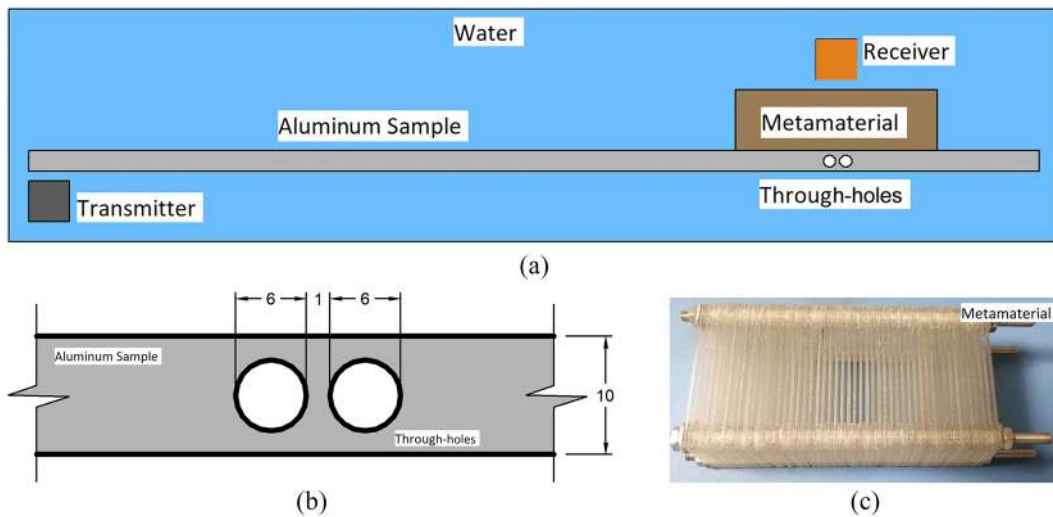 Water
Receiver
Aluminum Sample
Metamaterial
Through-holes
Transmitter
(a)
6 1 6
Aluminum Sample
10
Through-holes
(b)
Metamaterial
(c)